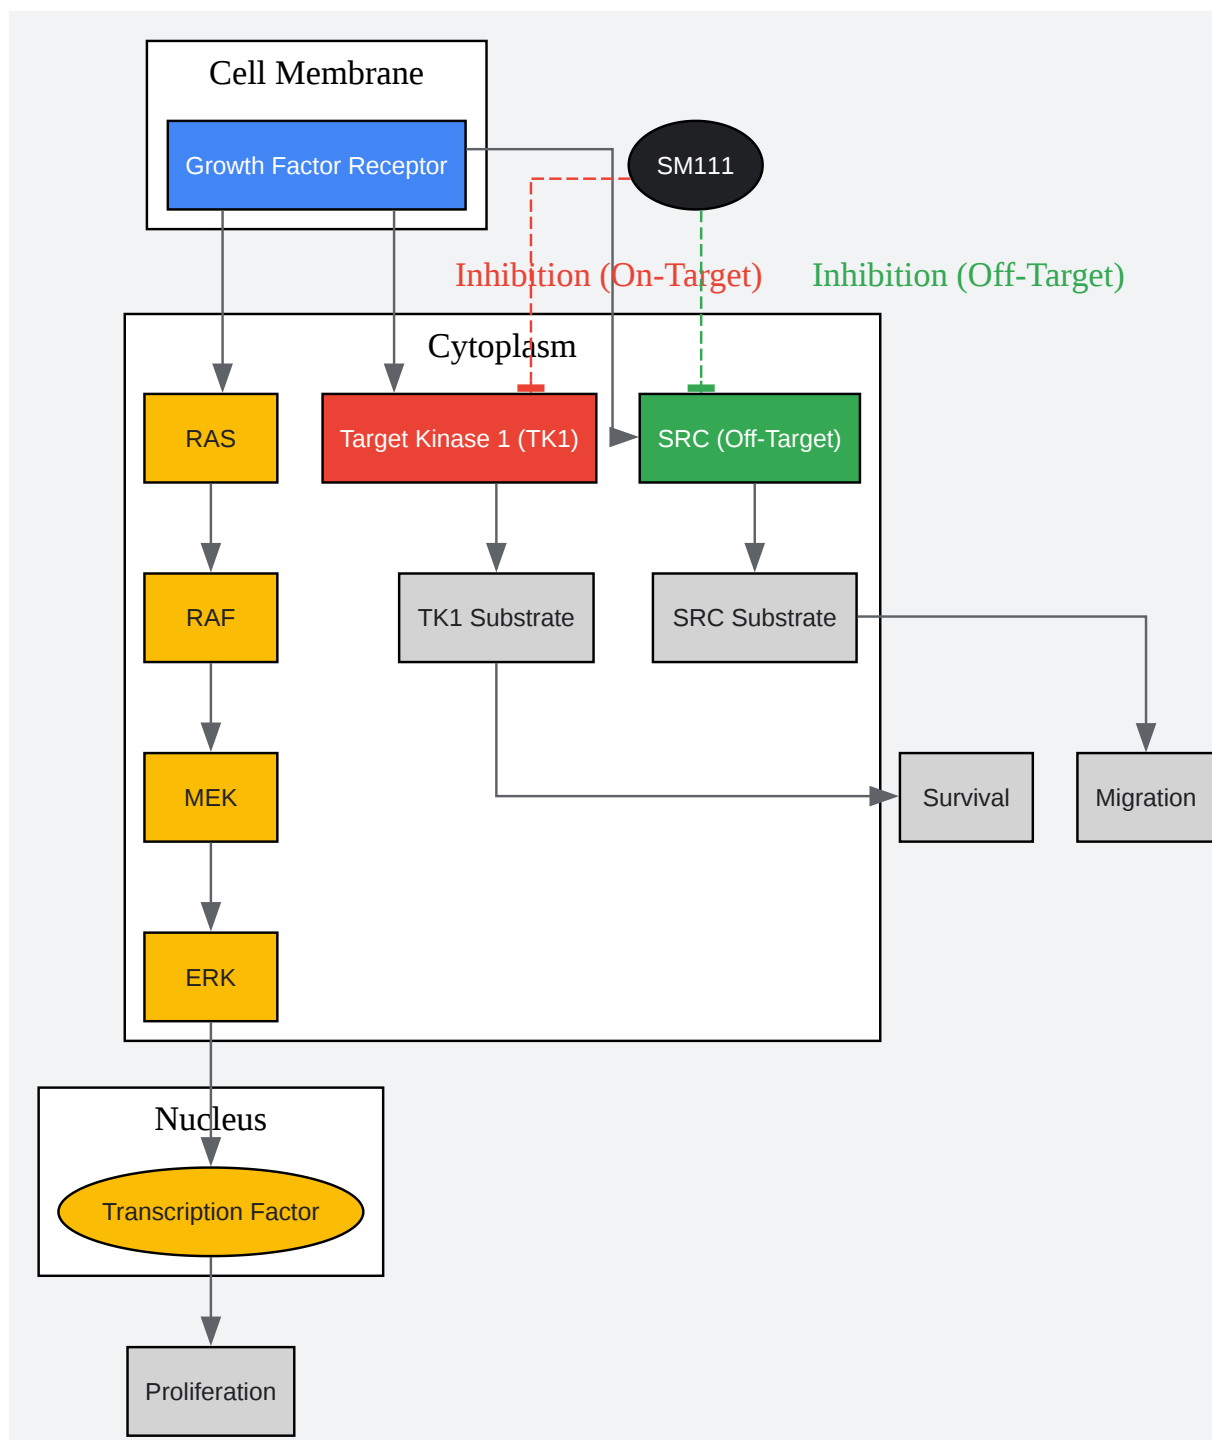 Cell Membrane
Growth Factor Receptor
SM111
Inhibition (On-Target)
Inhibition (Off-Target)
Cytoplasm
RAS
Target Kinase 1 (TK1)
SRC (Off-Target)
RAF
TK1 Substrate
SRC Substrate
MEK
Survival
Migration
ERK
Nucleus
Transcription Factor
Proliferation